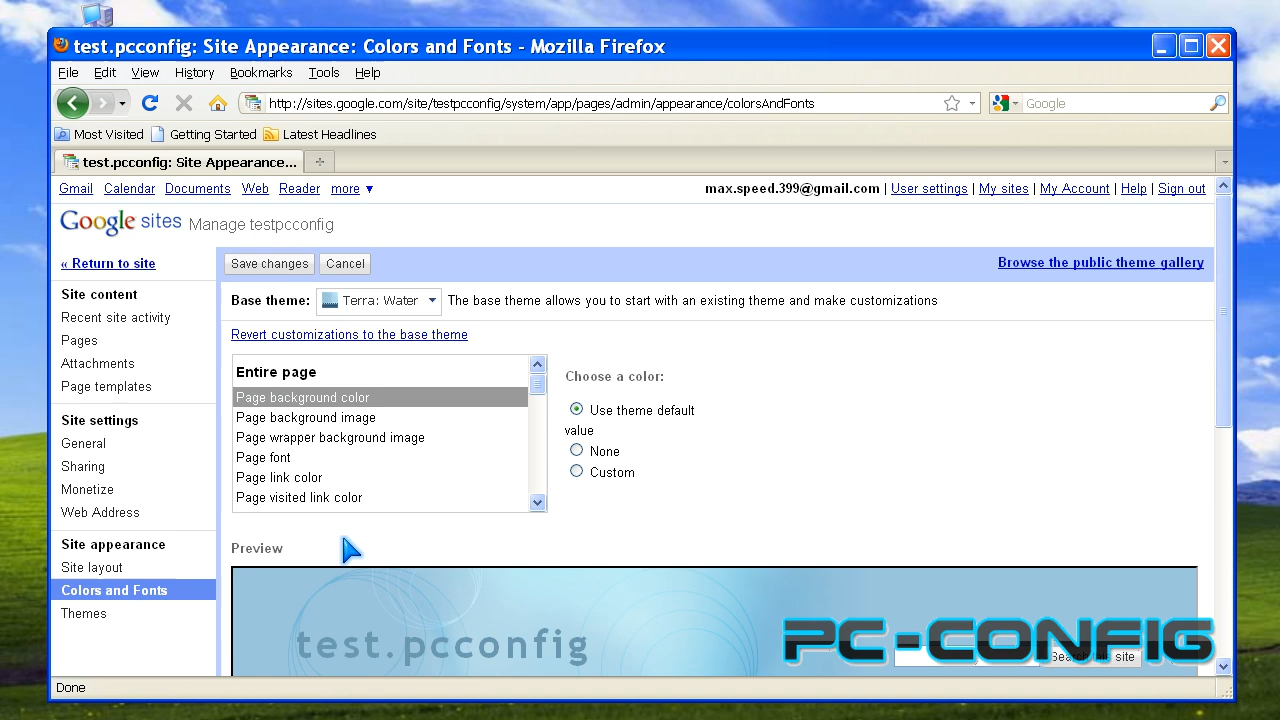 test.pcconfig: Site Appearance: Colors and Fonts - Mozilla Firefox
File Edit View History Bookmarks Tools Help
http://sites.google.com/site/testpcconfig/system/app/pages/admin/appearance/colorsAndFonts Google
Most Visited Getting Started Latest Headlines
test.pcconfig: Site Appearance...
Gmail Calendar Documents Web Reader more ▼ max.speed.399@gmail.com | User settings | My sites | My Account | Help | Sign out
Google sites Manage testpcconfig
« Return to site Save changes Cancel Browse the public theme gallery
Site content
Recent site activity
Pages
Attachments
Page templates
Site settings
General
Sharing
Monetize
Web Address
Site appearance
Site layout
Colors and Fonts
Themes
Base theme: Terra: Water The base theme allows you to start with an existing theme and make customizations
Revert customizations to the base theme
Entire page
Page background color
Page background image
Page wrapper background image
Page font
Page link color
Page visited link color
Choose a color:
Use theme default
value
None
Custom
Preview
test.pcconfig
PC-CONFIG
Search this site
Done